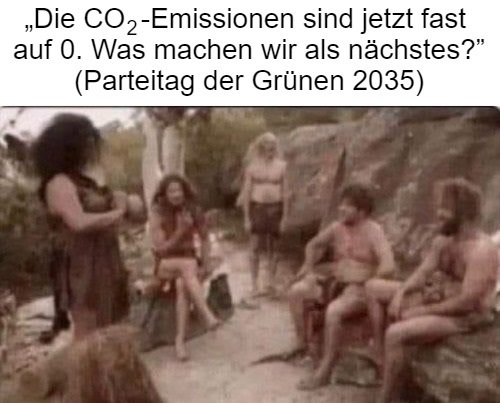 „Die CO₂-Emissionen sind jetzt fast
auf 0. Was machen wir als nächstes?”
(Parteitag der Grünen 2035)